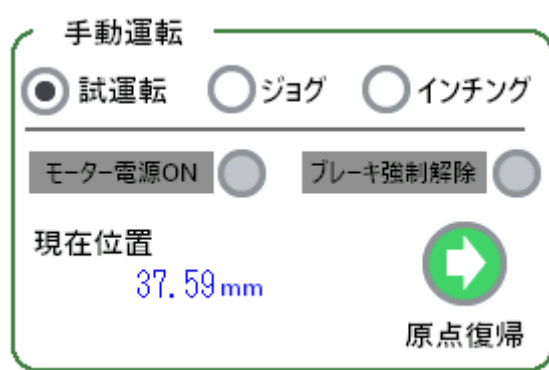 手動運転
試運転 ジョグ インチング
モーター電源ON ブレーキ強制解除
現在位置
37.59mm
原点復帰